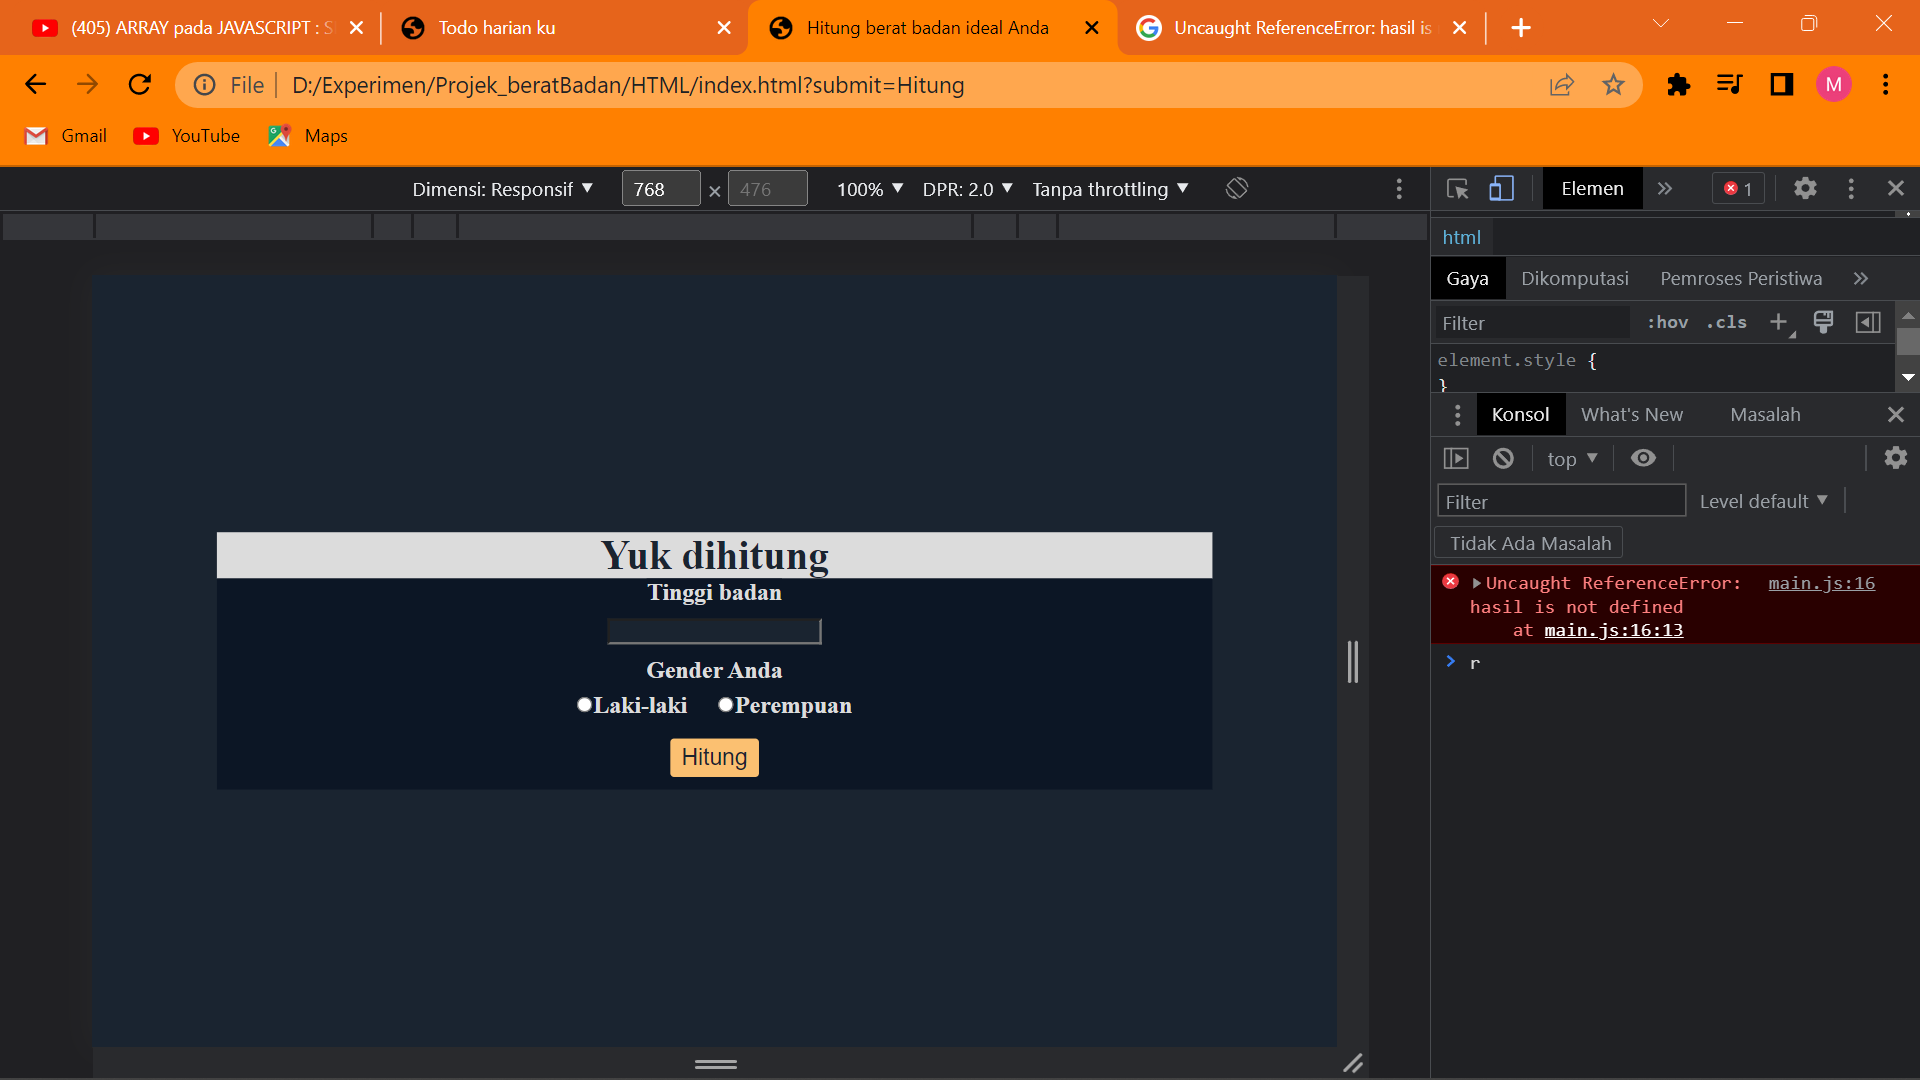 (405) ARRAY pada JAVASCRIPT : S
Todo harian ku
Hitung berat badan ideal Anda
Uncaught ReferenceError: hasil is
File
D:/Experimen/Projek_beratBadan/HTML/index.html?submit=Hitung
M
Gmail
YouTube
Maps
Dimensi: Responsif ▼ 768 × 476 100% ▼ DPR: 2.0 ▼ Tanpa throttling ▼
Elemen » 1
html
Gaya Dikomputasi Pemroses Peristiwa »
Filter :hov .cls +
element.style {
}
Konsol What's New Masalah
top ▼
Filter Level default ▼
Tidak Ada Masalah
Uncaught ReferenceError: main.js:16
hasil is not defined
at main.js:16:13
> r
Yuk dihitung
Tinggi badan
Gender Anda
Laki-laki Perempuan
Hitung